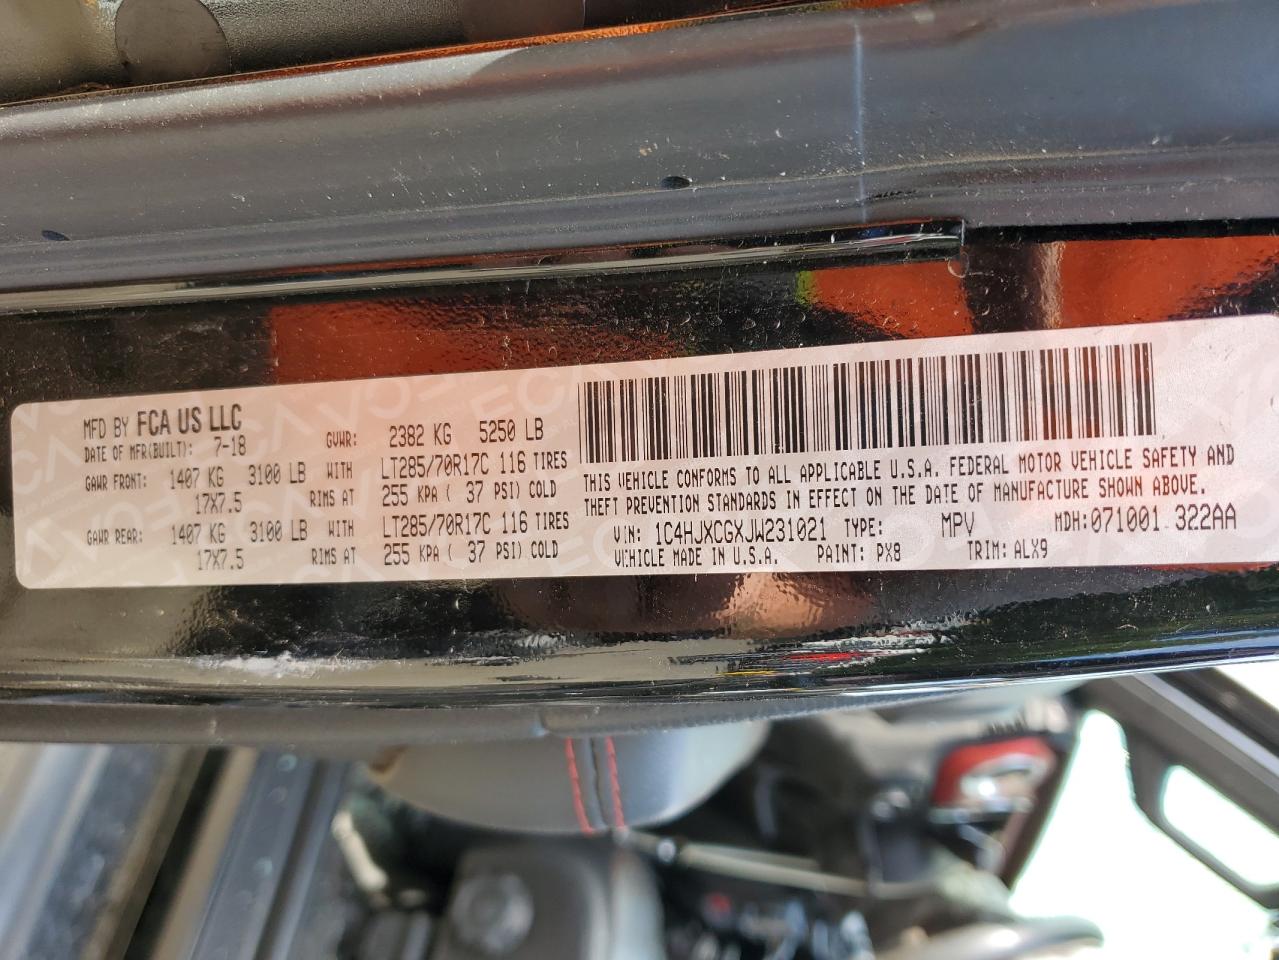 MFD BY FCA US LLC
DATE OF MFR(BUILT): 7-18 GVWR: 2382 KG 5250 LB
GAWR FRONT: 1407 KG 3100 LB WITH LT285/70R17C 116 TIRES
17X7.5 RIMS AT 255 KPA ( 37 PSI) COLD
GAWR REAR: 1407 KG 3100 LB WITH LT285/70R17C 116 TIRES
17X7.5 RIMS AT 255 KPA ( 37 PSI) COLD
THIS VEHICLE CONFORMS TO ALL APPLICABLE U.S.A. FEDERAL MOTOR VEHICLE SAFETY AND
THEFT PREVENTION STANDARDS IN EFFECT ON THE DATE OF MANUFACTURE SHOWN ABOVE.
VIN: 1C4HJXCGXJW231021 TYPE: MPV MDH:071001 322AA
VEHICLE MADE IN U.S.A. PAINT: PX8 TRIM: ALX9